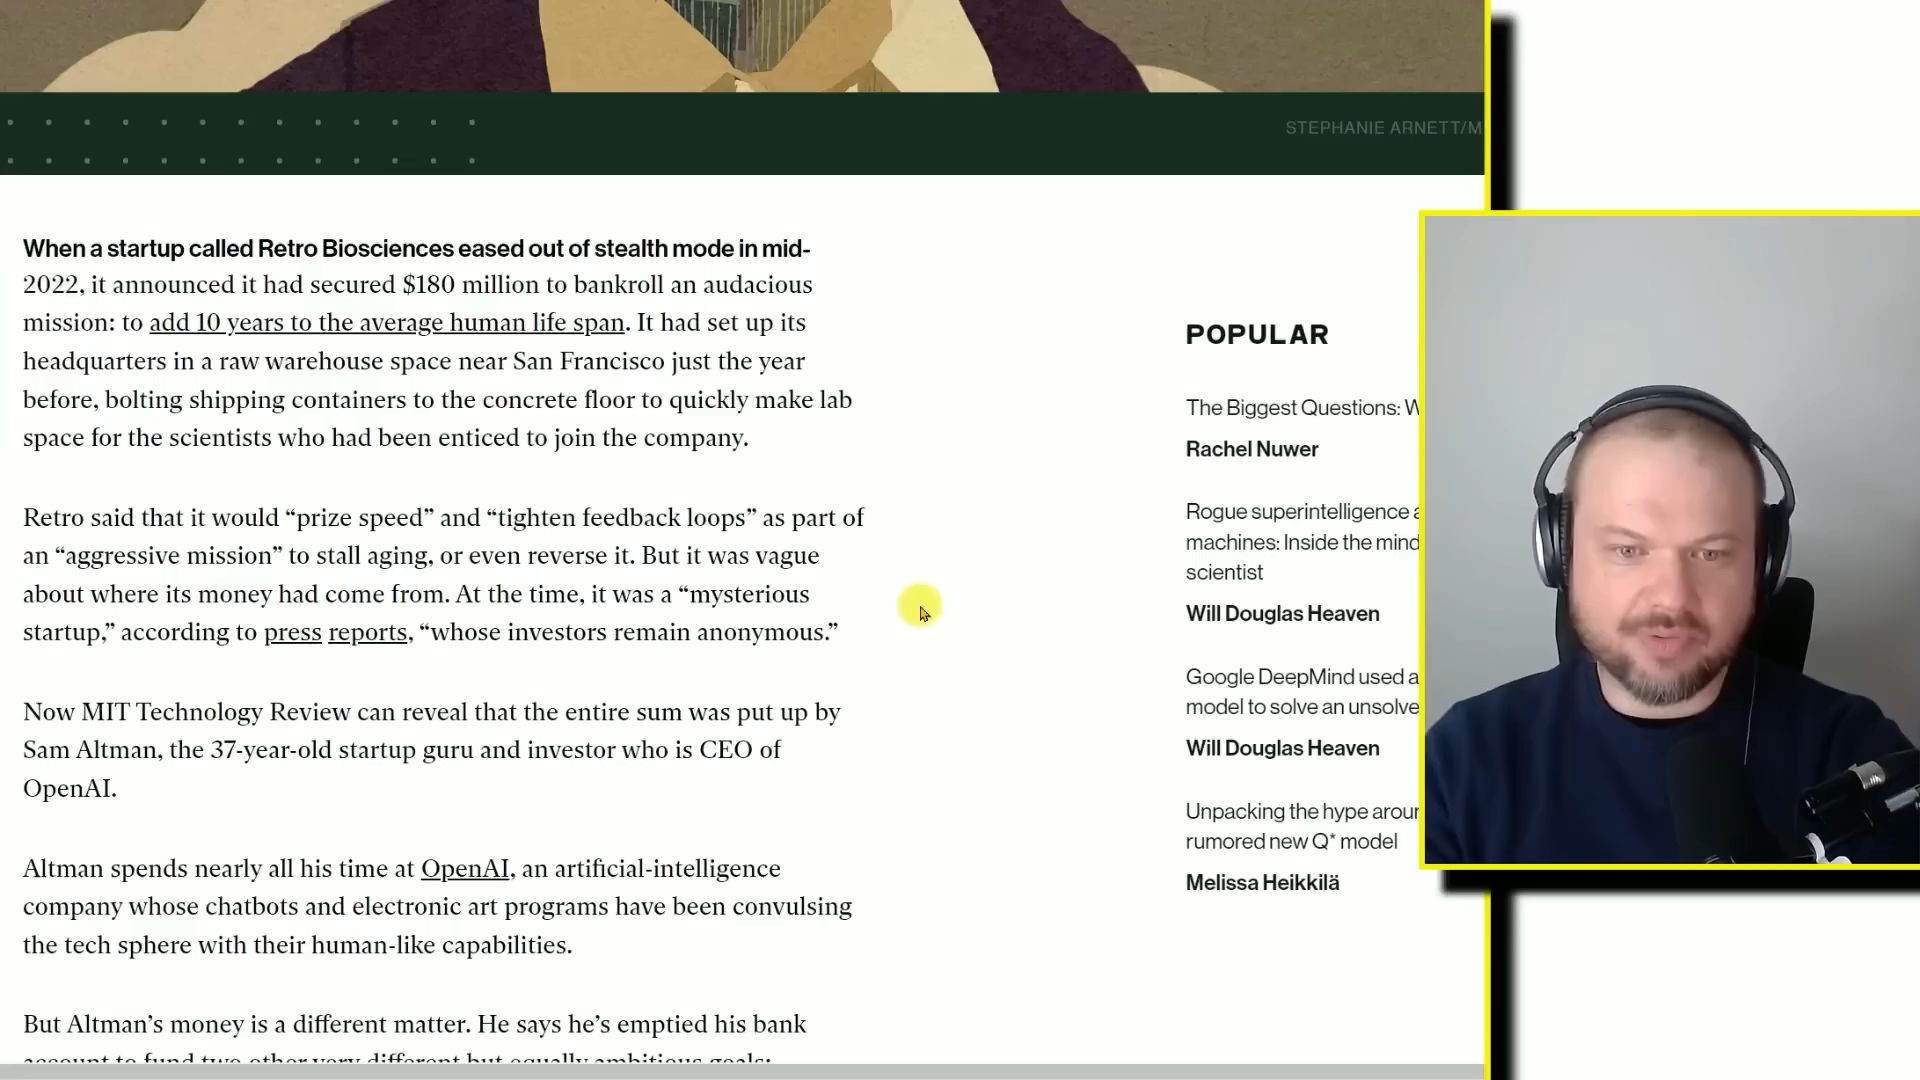 STEPHANIE ARNETT/M
When a startup called Retro Biosciences eased out of stealth mode in mid-
2022, it announced it had secured $180 million to bankroll an audacious
mission: to add 10 years to the average human life span. It had set up its
headquarters in a raw warehouse space near San Francisco just the year
before, bolting shipping containers to the concrete floor to quickly make lab
space for the scientists who had been enticed to join the company.
Retro said that it would “prize speed” and “tighten feedback loops” as part of
an “aggressive mission” to stall aging, or even reverse it. But it was vague
about where its money had come from. At the time, it was a “mysterious
startup,” according to press reports, “whose investors remain anonymous.”
Now MIT Technology Review can reveal that the entire sum was put up by
Sam Altman, the 37-year-old startup guru and investor who is CEO of
OpenAI.
Altman spends nearly all his time at OpenAI, an artificial-intelligence
company whose chatbots and electronic art programs have been convulsing
the tech sphere with their human-like capabilities.
But Altman’s money is a different matter. He says he’s emptied his bank
account to fund two other very different but equally ambitious goals:
POPULAR
The Biggest Questions: W
Rachel Nuwer
Rogue superintelligence a
machines: Inside the mind
scientist
Will Douglas Heaven
Google DeepMind used a
model to solve an unsolve
Will Douglas Heaven
Unpacking the hype arour
rumored new Q* model
Melissa Heikkilä